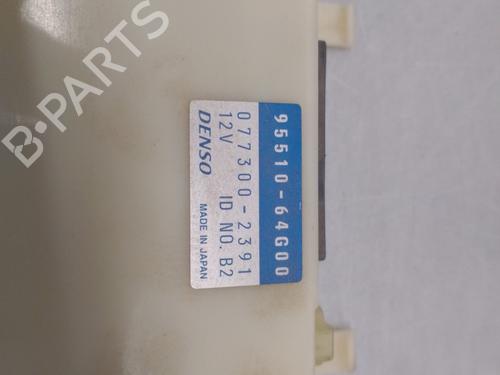 95510-64G00
077300-2391
12V ID NO. B2
DENSO MADE IN JAPAN
B-PARTS